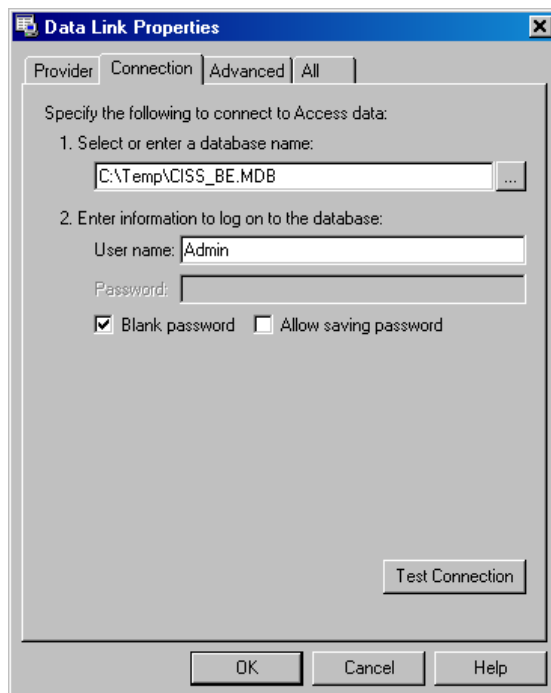 Data Link Properties
Provider Connection Advanced All
Specify the following to connect to Access data:
1. Select or enter a database name:
C:\Temp\CISS_BE.MDB ...
2. Enter information to log on to the database:
User name: Admin
Password:
Blank password Allow saving password
Test Connection
OK Cancel Help